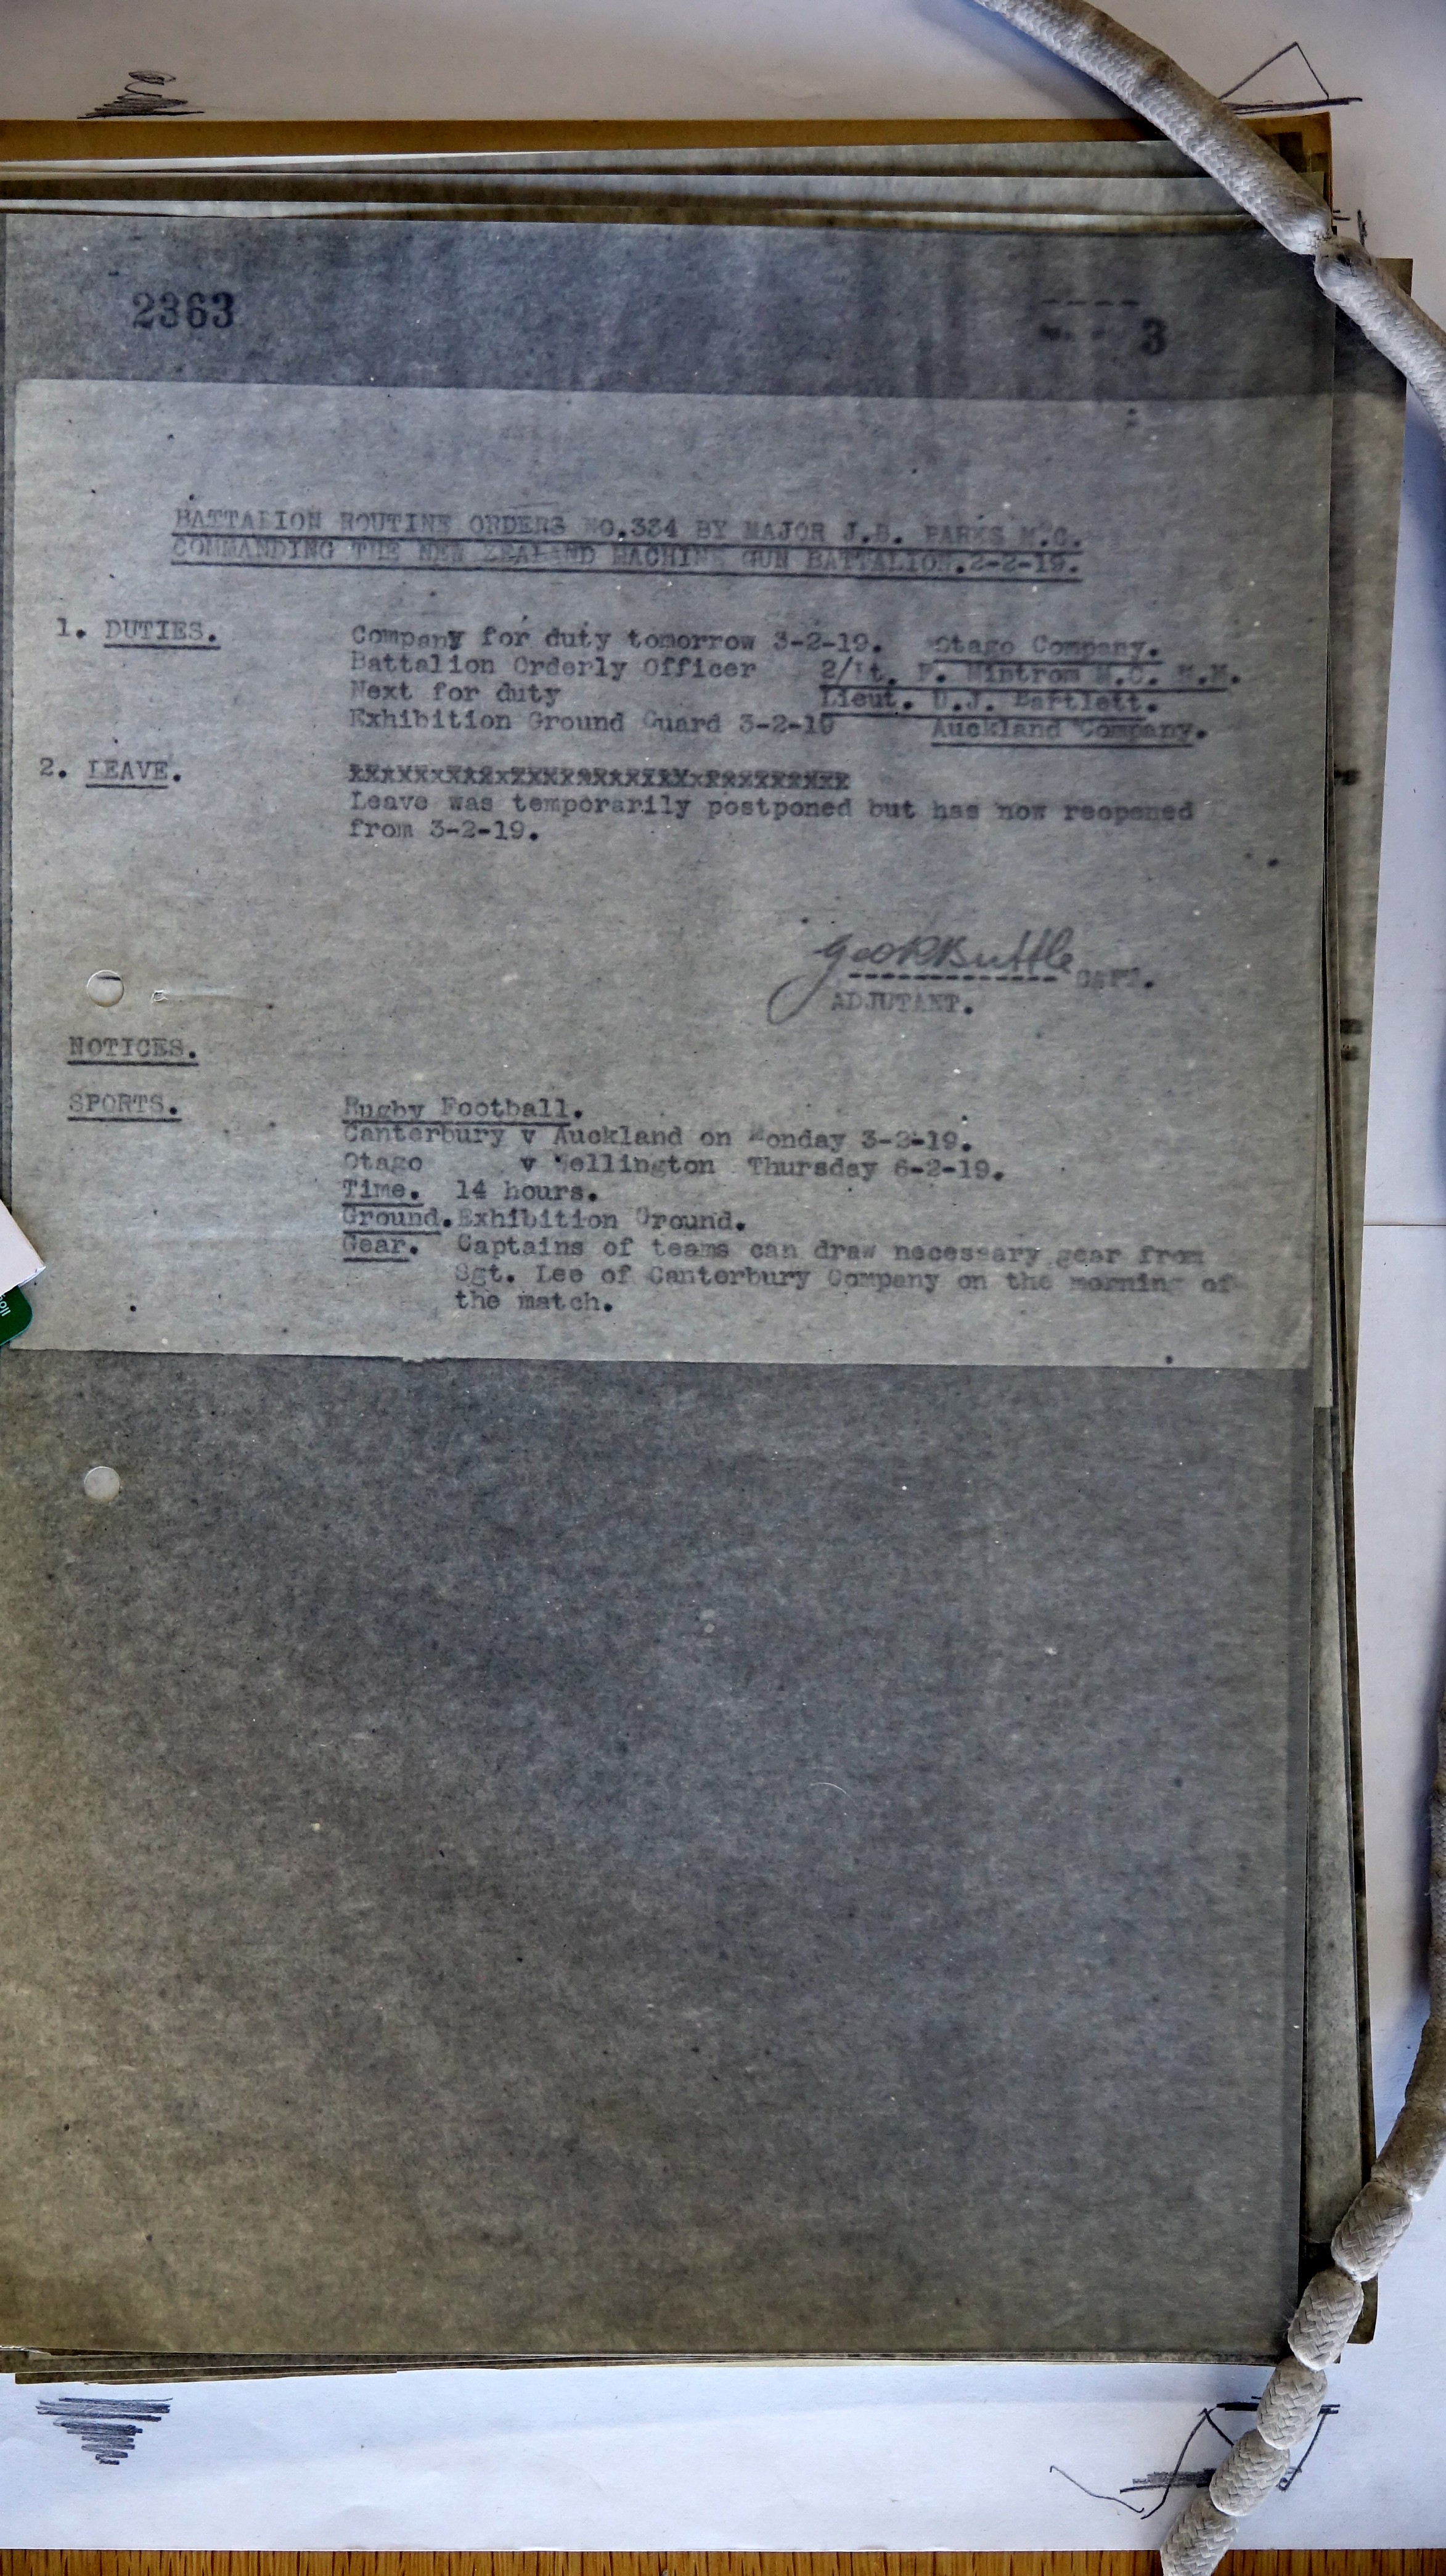 2363
3
BATTALION ROUTINE ORDERS NO.334 BY MAJOR J.B. PARKS M.C.
COMMANDING THE NEW ZEALAND MACHINE GUN BATTALION.2-2-19.
1. DUTIES. Company for duty tomorrow 3-2-19. Otago Company.
Battalion Orderly Officer 2/Lt. F. Mintrom M.C. M.M.
Next for duty Lieut. D.J. Bartlett.
Exhibition Ground Guard 3-2-19 Auckland Company.
2. LEAVE.
Leave was temporarily postponed but has now reopened
from 3-2-19.
Geo R Buttle CAPT.
ADJUTANT.
NOTICES.
SPORTS. Rugby Football.
Canterbury v Auckland on Monday 3-2-19.
Otago v Wellington Thursday 6-2-19.
Time. 14 hours.
Ground. Exhibition Ground.
Gear. Captains of teams can draw necessary gear from
Sgt. Lee of Canterbury Company on the morning of
the match.